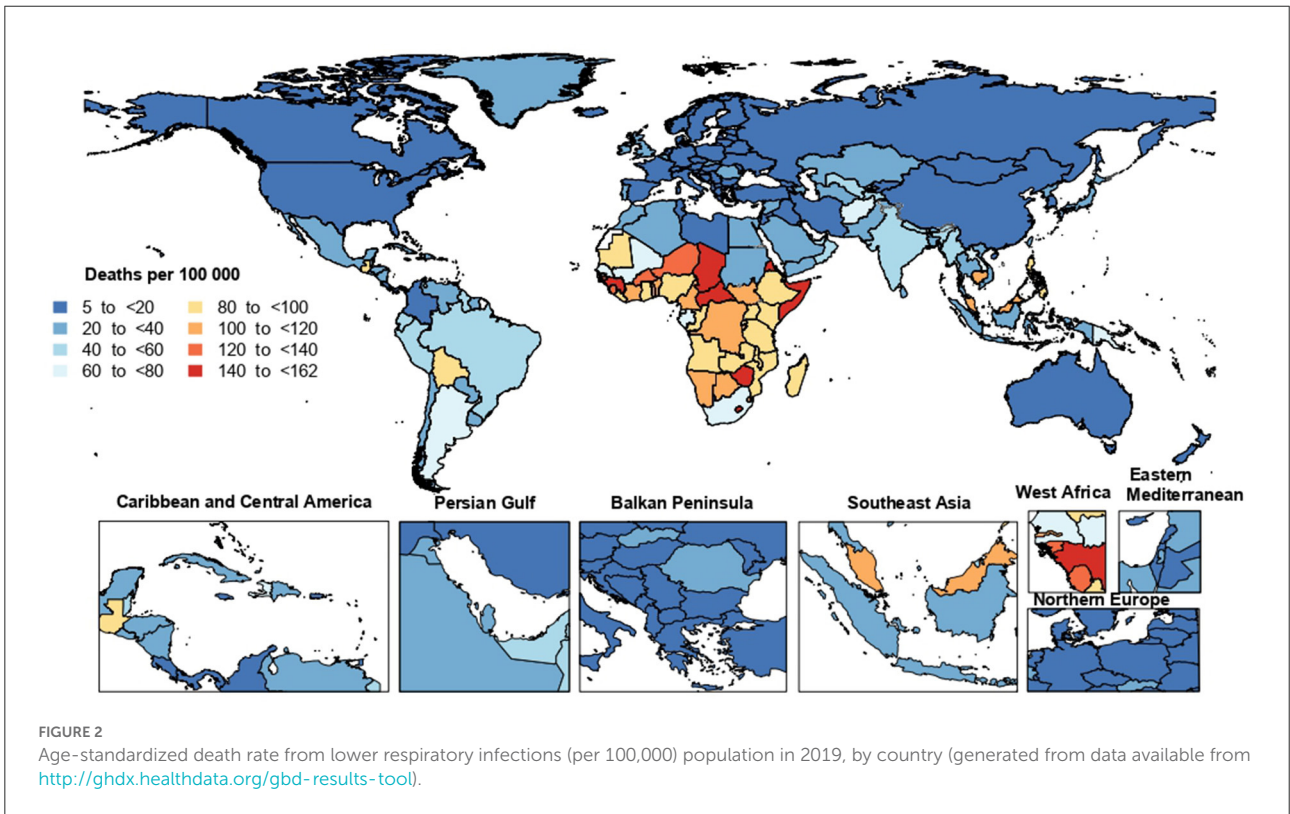 Deaths per 100 000
5 to <20
20 to <40
40 to <60
60 to <80
80 to <100
100 to <120
120 to <140
140 to <162
Caribbean and Central America
Persian Gulf
Balkan Peninsula
Southeast Asia
West Africa
Eastern
Mediterranean
Northern Europe
FIGURE 2
Age-standardized death rate from lower respiratory infections (per 100,000) population in 2019, by country (generated from data available from
http://ghdx.healthdata.org/gbd-results-tool).